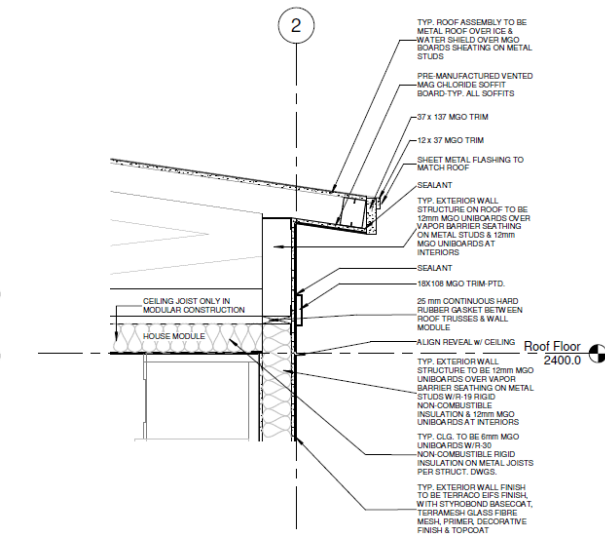 2
TYP. ROOF ASSEMBLY TO BE
METAL ROOF OVER ICE &
WATER SHIELD OVER MGO
BOARDS SHEATING ON METAL
STUDS
PRE-MANUFACTURED VENTED
MAG CHLORIDE SOFFIT
BOARD-TYP. ALL SOFFITS
37 x 137 MGO TRIM
12 x 37 MGO TRIM
SHEET METAL FLASHING TO
MATCH ROOF
SEALANT
TYP. EXTERIOR WALL
STRUCTURE ON ROOF TO BE
12mm MGO UNIBOARDS OVER
VAPOR BARRIER SEATHING
ON METAL STUDS & 12mm
MGO UNIBOARDS AT
INTERIORS
SEALANT
18X108 MGO TRIM-PTD.
25 mm CONTINUOUS HARD
RUBBER GASKET BETWEEN
ROOF TRUSSES & WALL
MODULE
CEILING JOIST ONLY IN
MODULAR CONSTRUCTION
HOUSE MODULE
ALIGN REVEAL w/ CEILING
Roof Floor
2400.0
TYP. EXTERIOR WALL
STRUCTURE TO BE 12mm MGO
UNIBOARDS OVER VAPOR
BARRIER SEATHING ON METAL
STUDS W/R-19 RIGID
NON-COMBUSTIBLE
INSULATION & 12mm MGO
UNIBOARDS AT INTERIORS
TYP. CLG. TO BE 6mm MGO
UNIBOARDS W/R-30
NON-COMBUSTIBLE RIGID
INSULATION ON METAL JOISTS
PER STRUCT. DWGS.
TYP. EXTERIOR WALL FINISH
TO BE TERRACO EIFS FINISH,
WITH STYROBOND BASECOAT,
TERRAMESH GLASS FIBRE
MESH, PRIMER, DECORATIVE
FINISH & TOPCOAT